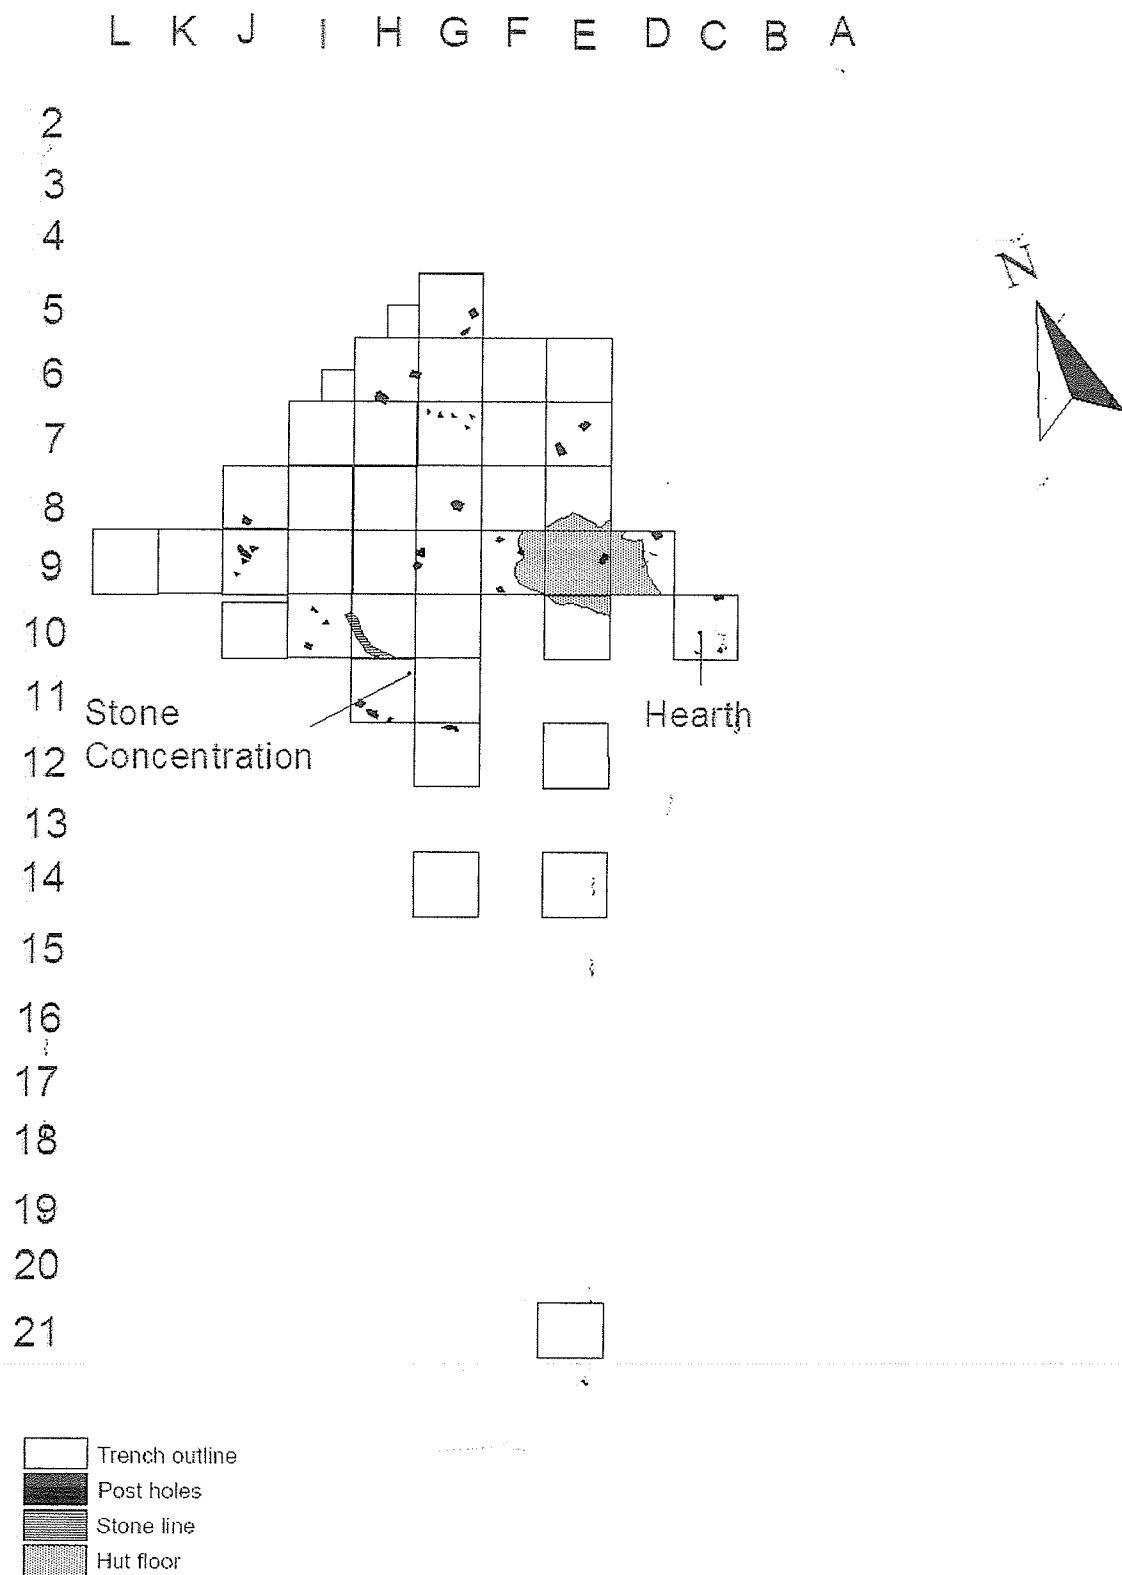 L K J I H G F E D C B A
N
2
3
4
5
6
7
8
9
10
11
12
13
14
15
16
17
18
19
20
21
Stone
Concentration
Hearth
Trench outline
Post holes
Stone line
Hut floor